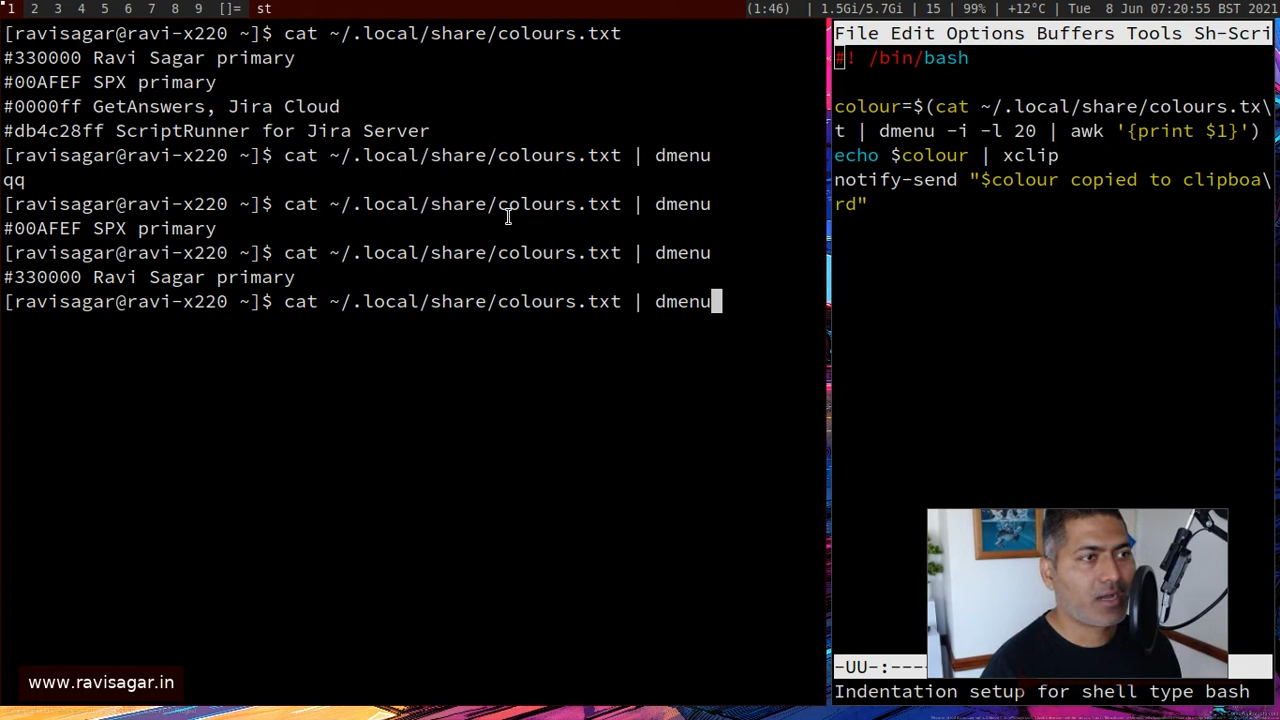 1 2 3 4 5 6 7 8 9 []= st (1:46) | 1.5Gi/5.7Gi | 15 | 99% | +12°C | Tue 8 Jun 07:20:55 BST 2021
[ravisagar@ravi-x220 ~]$ cat ~/.local/share/colours.txt
#330000 Ravi Sagar primary
#00AFEF SPX primary
#0000ff GetAnswers, Jira Cloud
#db4c28ff ScriptRunner for Jira Server
[ravisagar@ravi-x220 ~]$ cat ~/.local/share/colours.txt | dmenu
qq
[ravisagar@ravi-x220 ~]$ cat ~/.local/share/colours.txt | dmenu
#00AFEF SPX primary
[ravisagar@ravi-x220 ~]$ cat ~/.local/share/colours.txt | dmenu
#330000 Ravi Sagar primary
[ravisagar@ravi-x220 ~]$ cat ~/.local/share/colours.txt | dmenu
File Edit Options Buffers Tools Sh-Scri
#! /bin/bash
colour=$(cat ~/.local/share/colours.tx\
t | dmenu -i -l 20 | awk '{print $1}')
echo $colour | xclip
notify-send "$colour copied to clipboa\
rd"
-UU-:----
Indentation setup for shell type bash
www.ravisagar.in